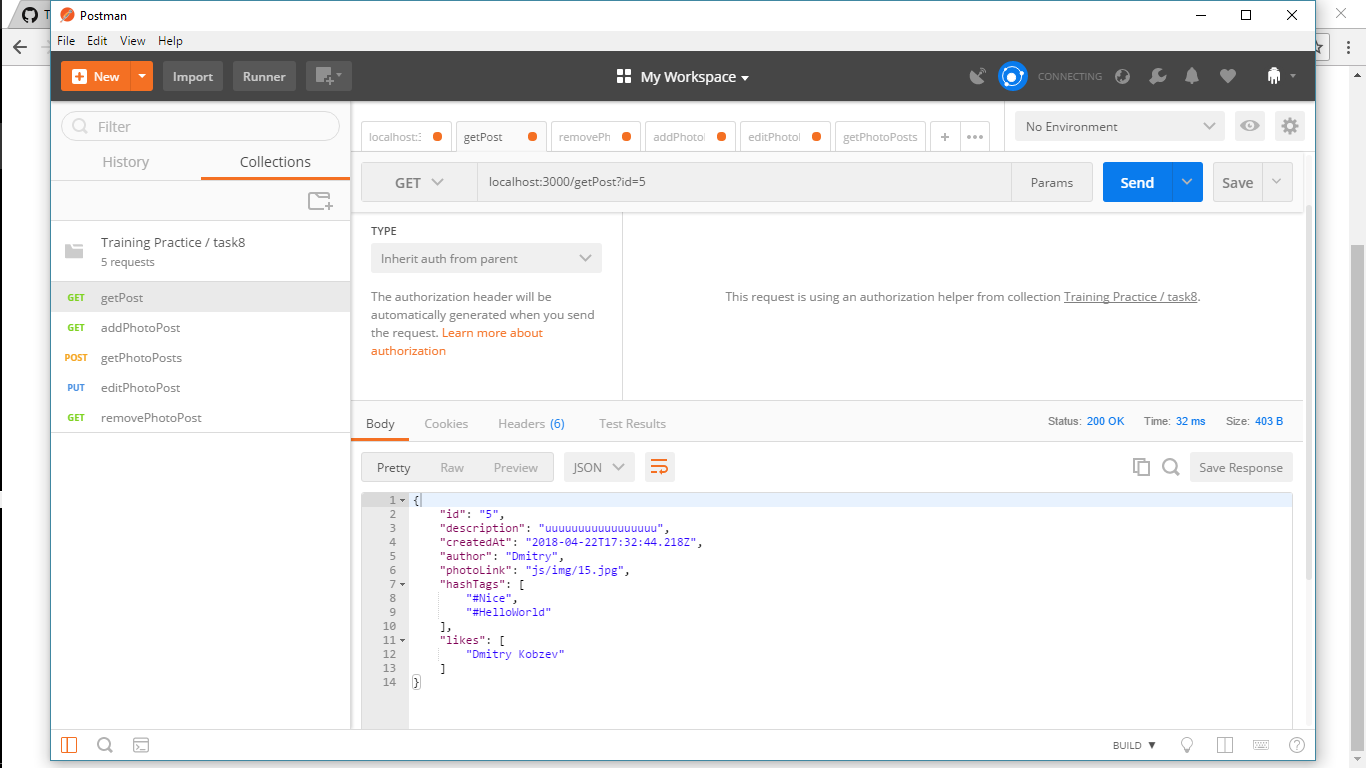 T
Postman
File Edit View Help
New Import Runner My Workspace CONNECTING
Filter
History Collections
Training Practice / task8
5 requests
GET getPost
GET addPhotoPost
POST getPhotoPosts
PUT editPhotoPost
GET removePhotoPost
localhost:3 getPost removePh addPhotol editPhotol getPhotoPosts + •••
No Environment
GET localhost:3000/getPost?id=5 Params Send Save
TYPE
Inherit auth from parent
The authorization header will be
automatically generated when you send
the request. Learn more about
authorization
This request is using an authorization helper from collection Training Practice / task8.
Body Cookies Headers (6) Test Results Status: 200 OK Time: 32 ms Size: 403 B
Pretty Raw Preview JSON Save Response
1 {
2 "id": "5",
3 "description": "uuuuuuuuuuuuuuuuu",
4 "createdAt": "2018-04-22T17:32:44.218Z",
5 "author": "Dmitry",
6 "photoLink": "js/img/15.jpg",
7 "hashTags": [
8 "#Nice",
9 "#HelloWorld"
10 ],
11 "likes": [
12 "Dmitry Kobzev"
13 ]
14 }
BUILD